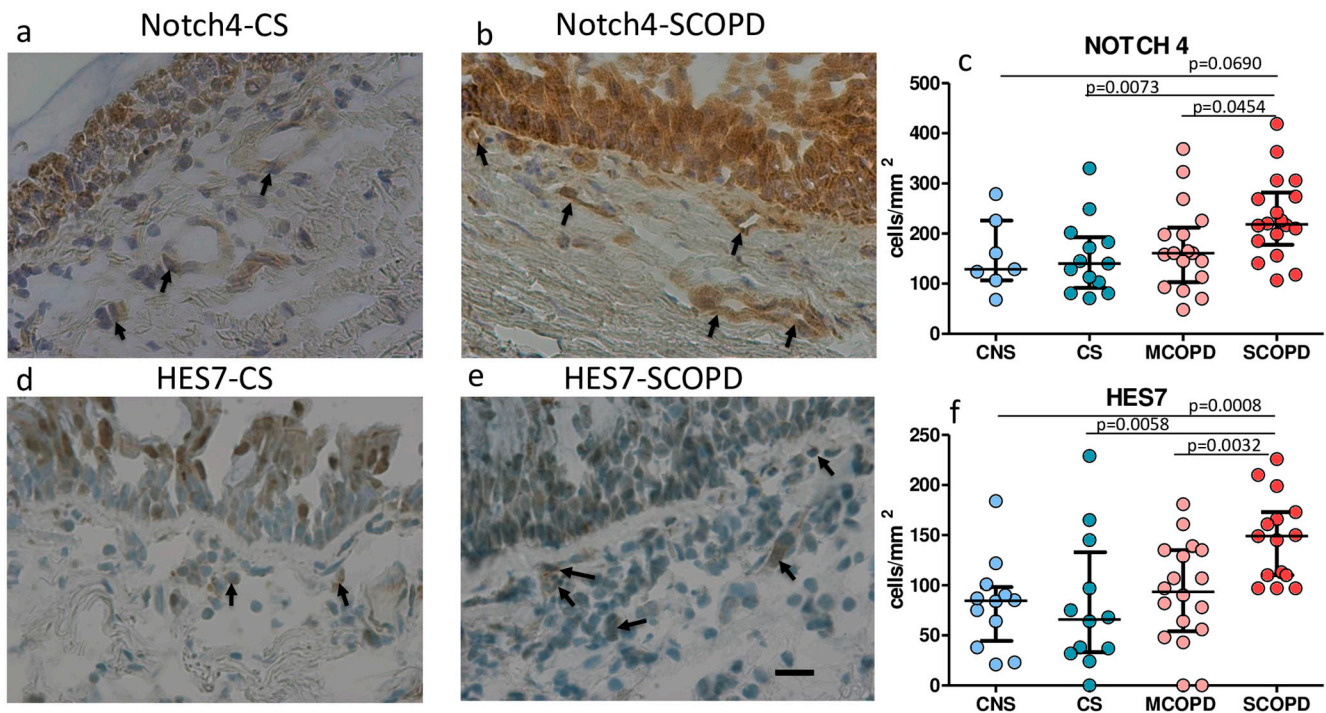 a Notch4-CS
b Notch4-SCOPD
c NOTCH 4
p=0.0690
p=0.0073
p=0.0454
500
400
300
200
100
0
cells/mm²
CNS CS MCOPD SCOPD
d HES7-CS
e HES7-SCOPD
f HES7
p=0.0008
p=0.0058
p=0.0032
250
200
150
100
50
0
cells/mm²
CNS CS MCOPD SCOPD